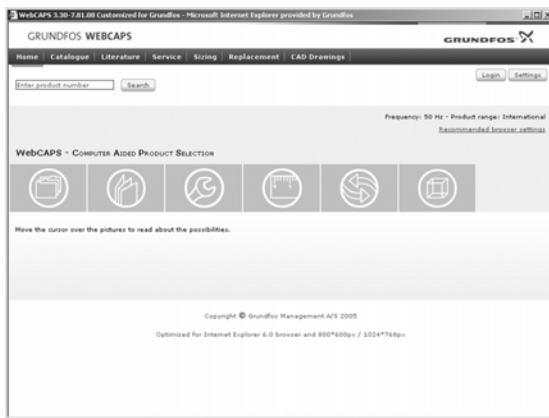 WebCAPS 3.30-7.81.08 Customized for Grundfos - Microsoft Internet Explorer provided by Grundfos
GRUNDFOS WEBCAPS
GRUNDFOS
Home Catalogue Literature Service Sizing Replacement CAD Drawings
Login Settings
Enter product number Search
Frequency: 50 Hz - Product range: International
Recommended browser settings
WebCAPS - Computer Aided Product Selection
Move the cursor over the pictures to read about the possibilities.
Copyright © Grundfos Management A/S 2005
Optimized for Internet Explorer 6.0 browser and 800*600px / 1024*768px